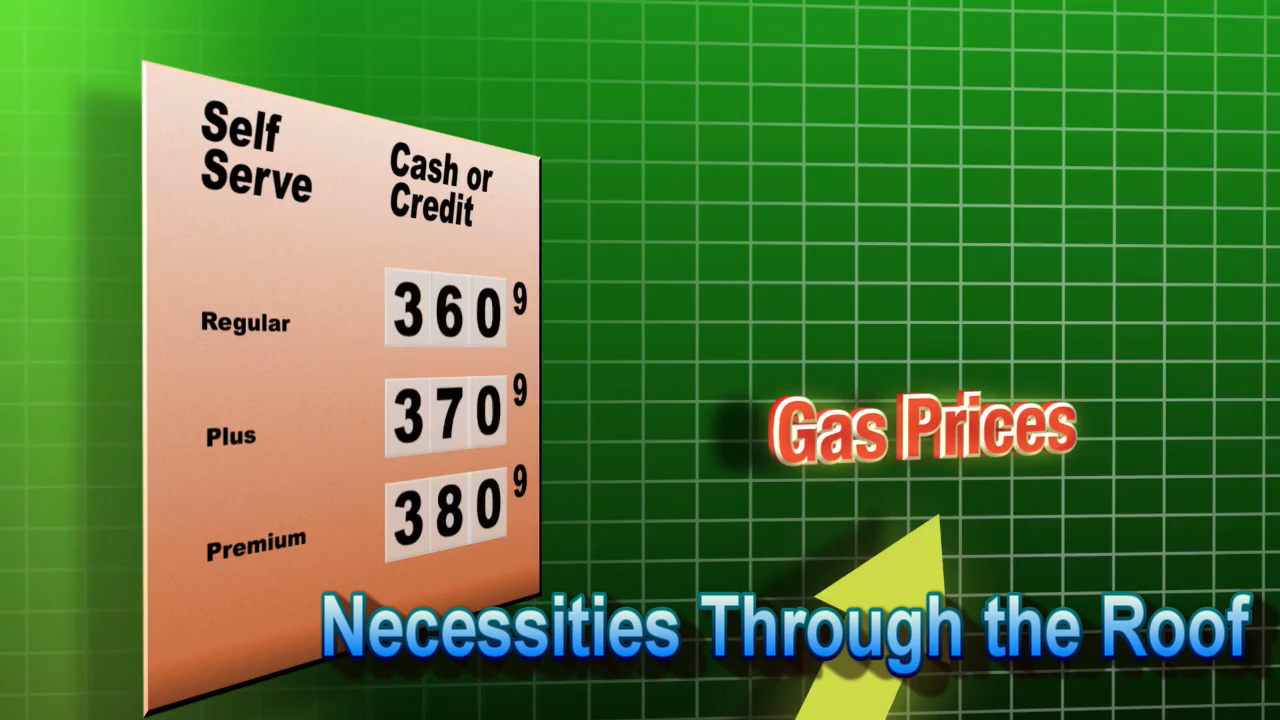 Self
Serve
Cash or
Credit
Regular 360 9
Plus 370 9
Premium 380 9
Gas Prices
Necessities Through the Roof